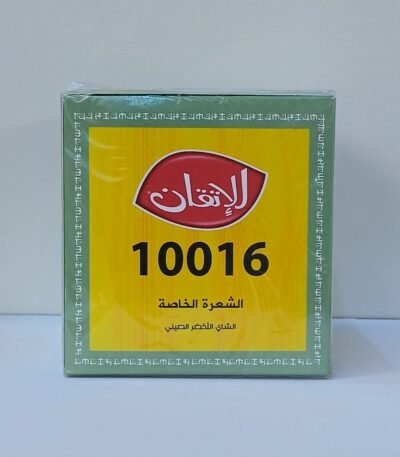 الإتقان
10016
الشعرة الخاصة
الشاي الأخضر الصيني